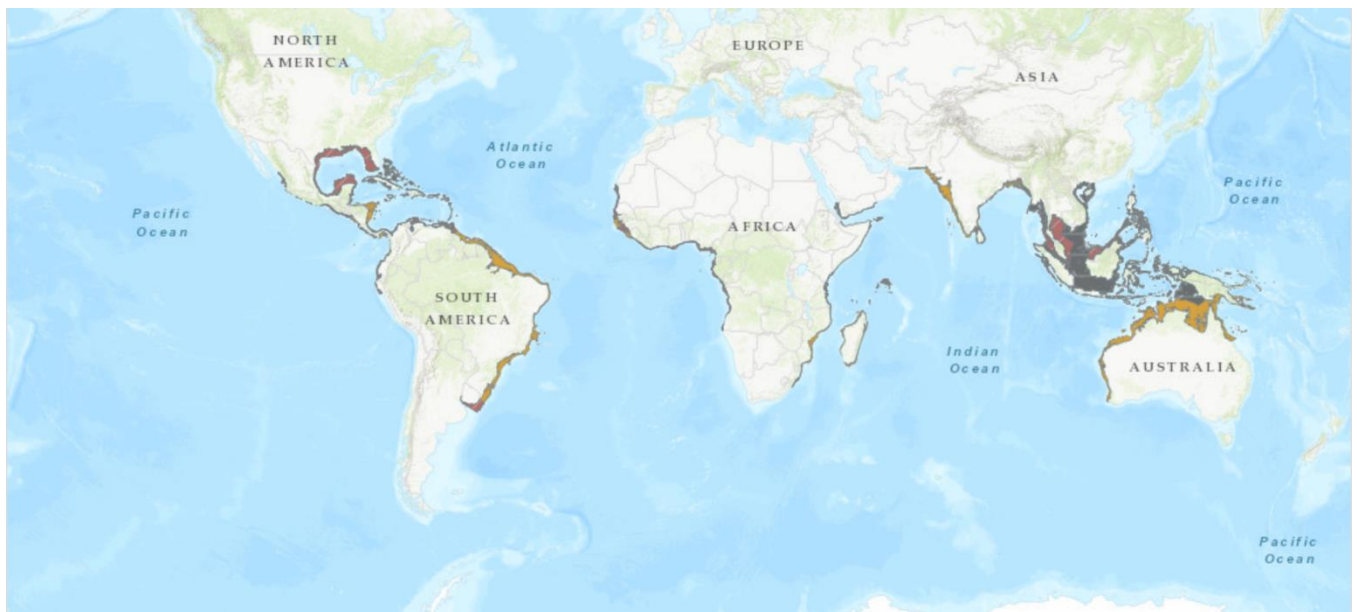 NORTH
AMERICA
EUROPE
ASIA
Atlantic
Ocean
Pacific
Ocean
Pacific
Ocean
AFRICA
SOUTH
AMERICA
Indian
Ocean
AUSTRALIA
Pacific
Ocean